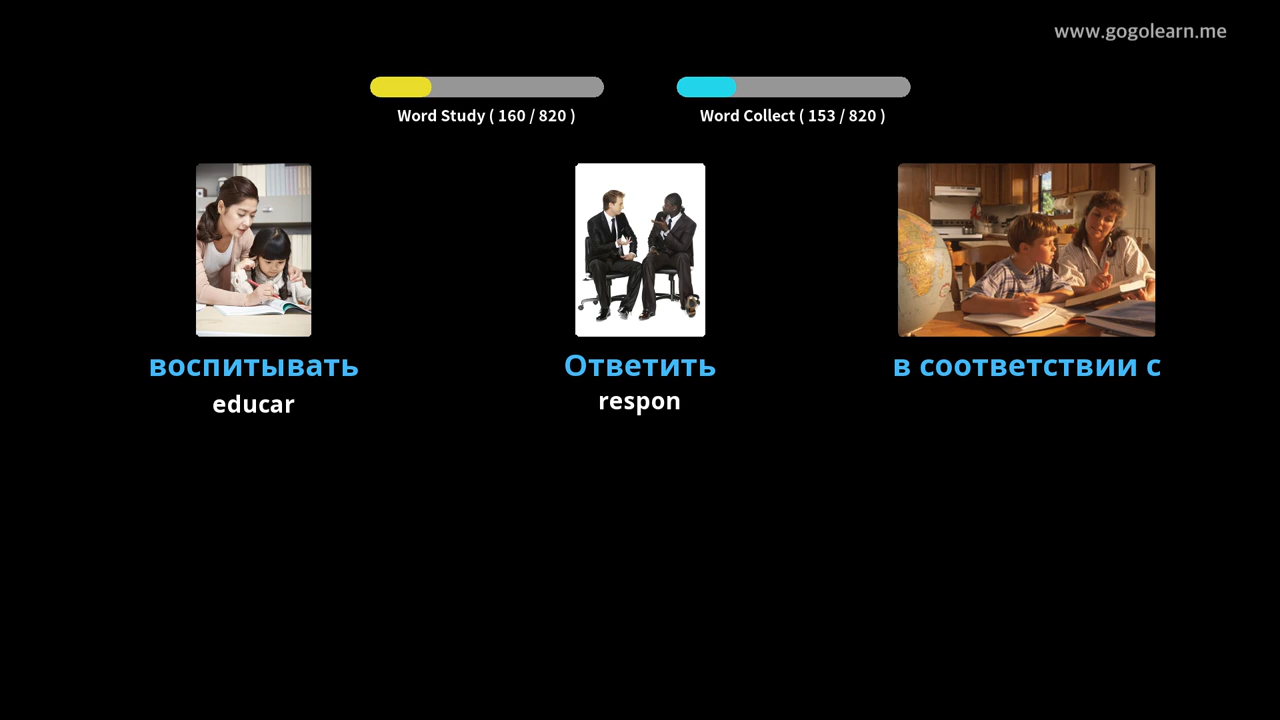 www.gogolearn.me
Word Study ( 160 / 820 )
Word Collect ( 153 / 820 )
воспитывать
educar
Ответить
respon
в соответствии с